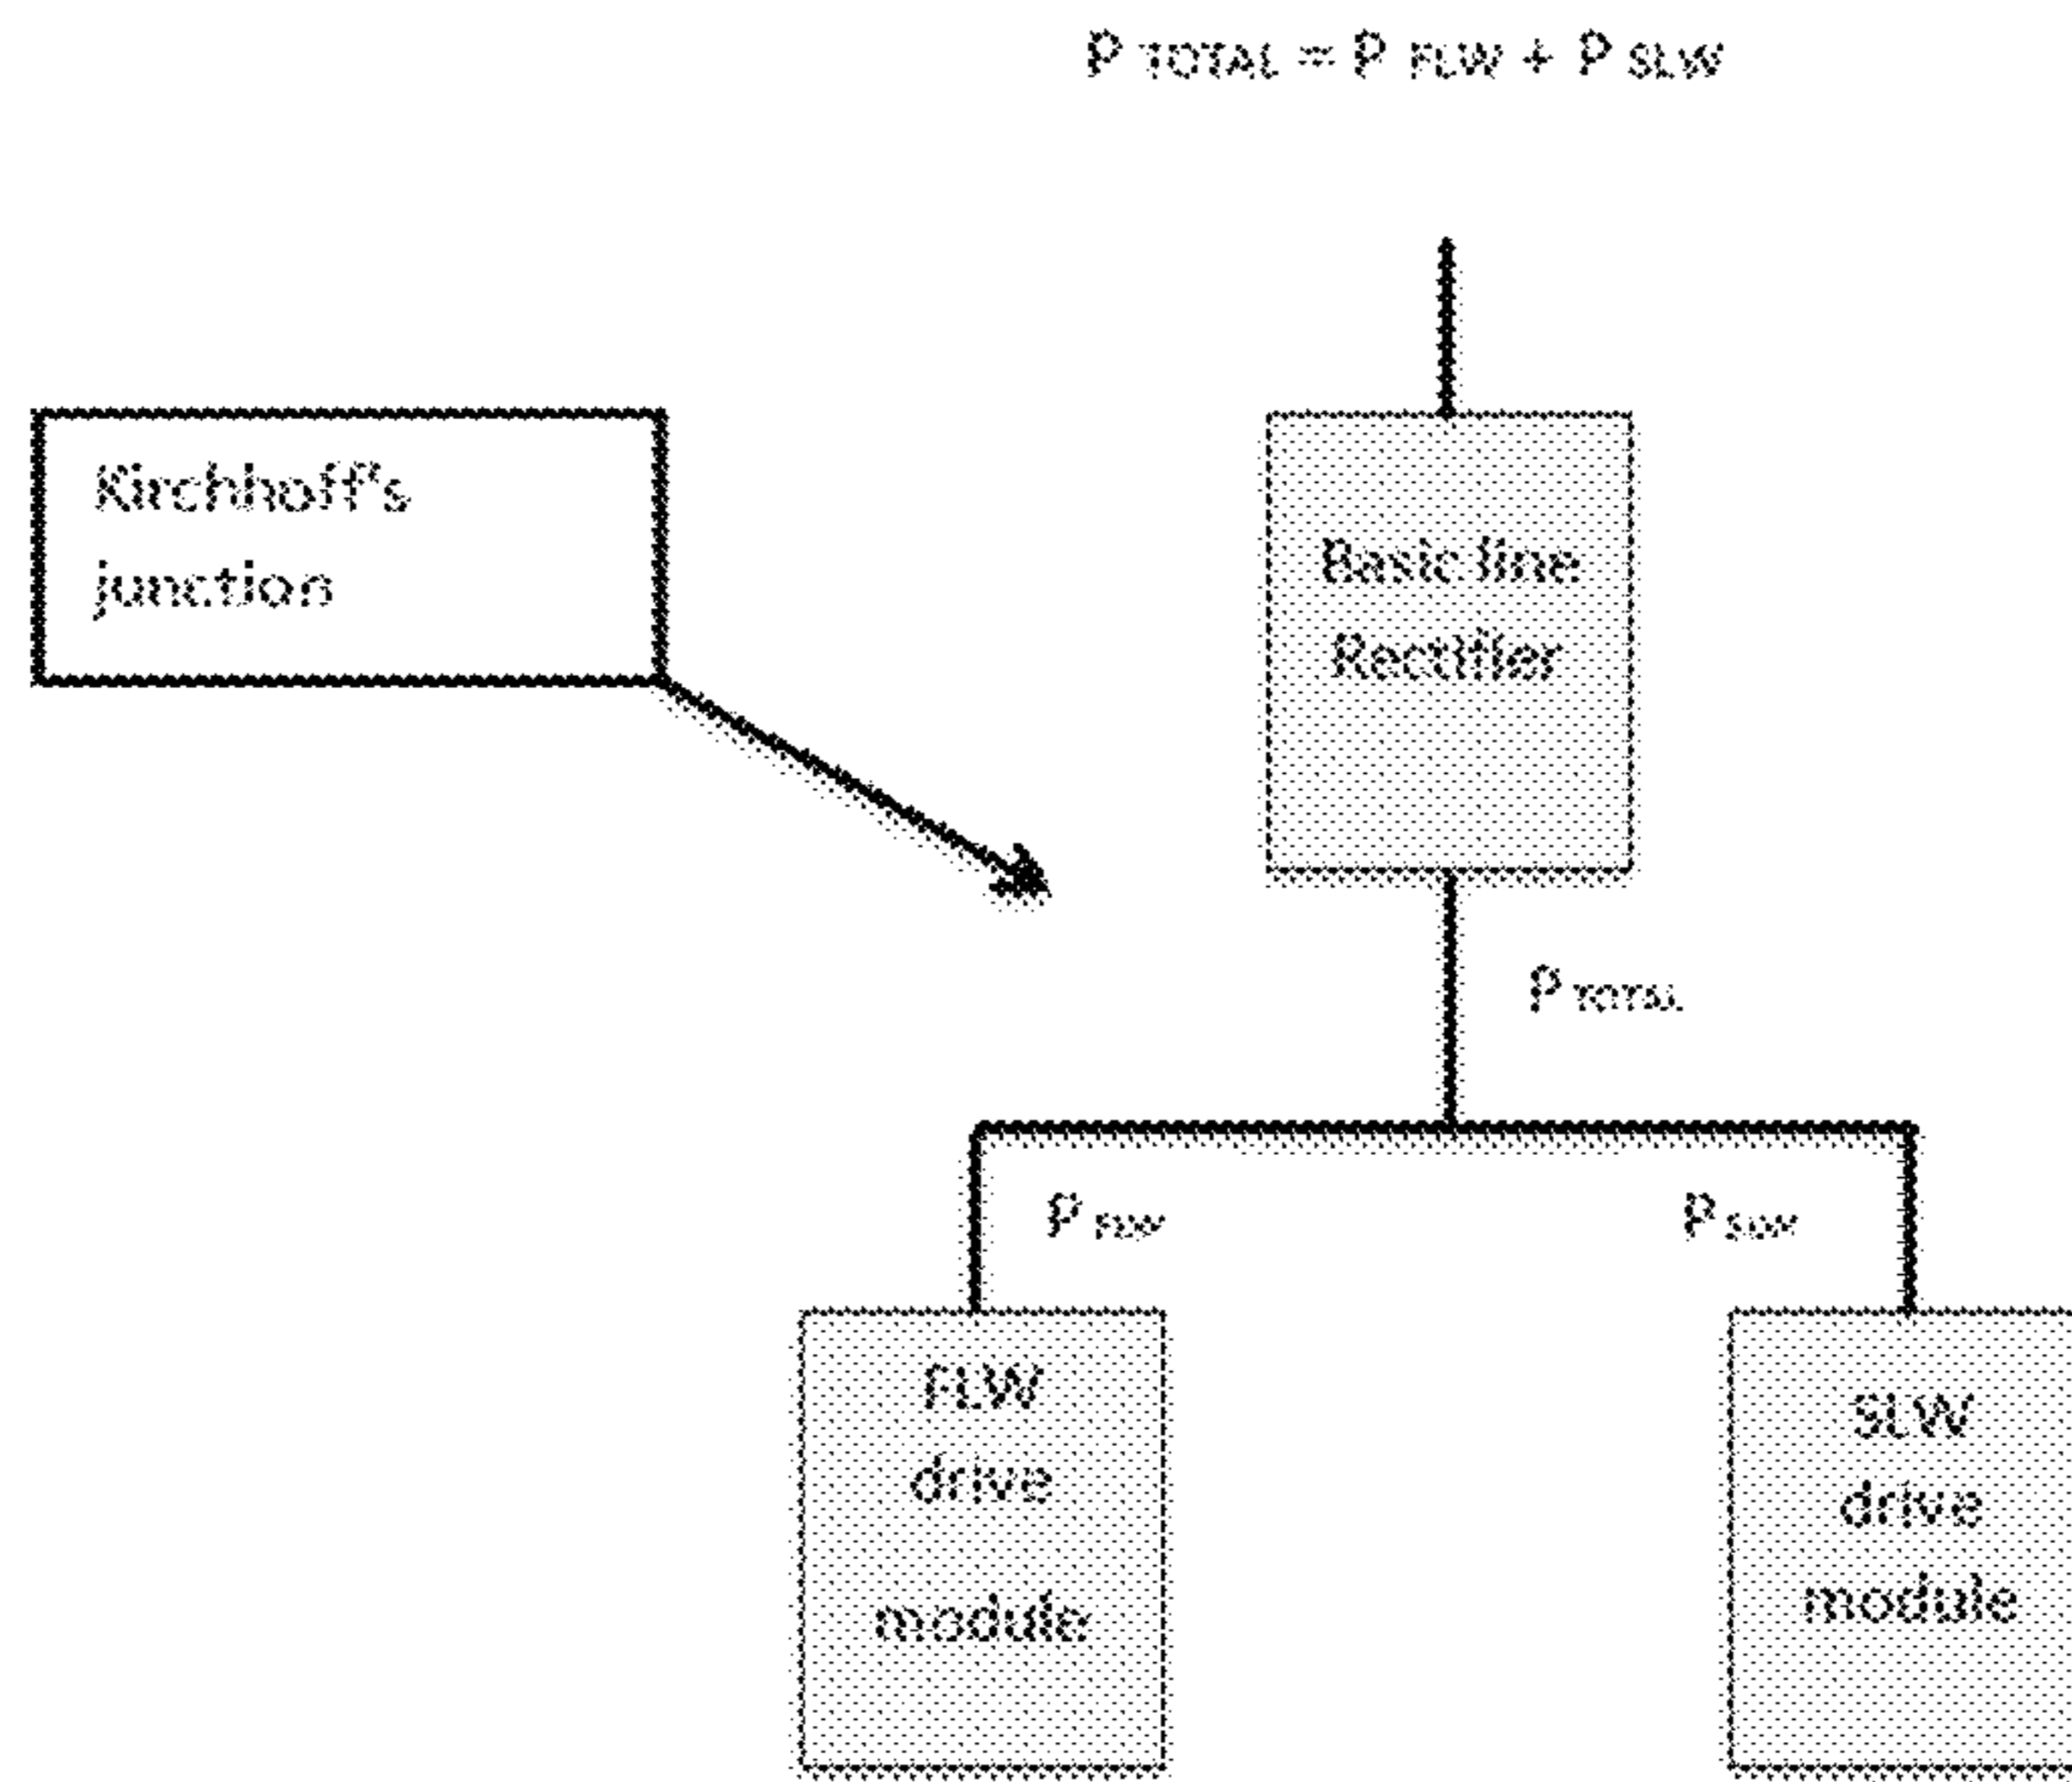 P TOTAL = P FLW + P SLW
Kirchhoff's
junction
Basic line
Rectifier
P TOTAL
P FLW
P SLW
FLW
drive
module
SLW
drive
module